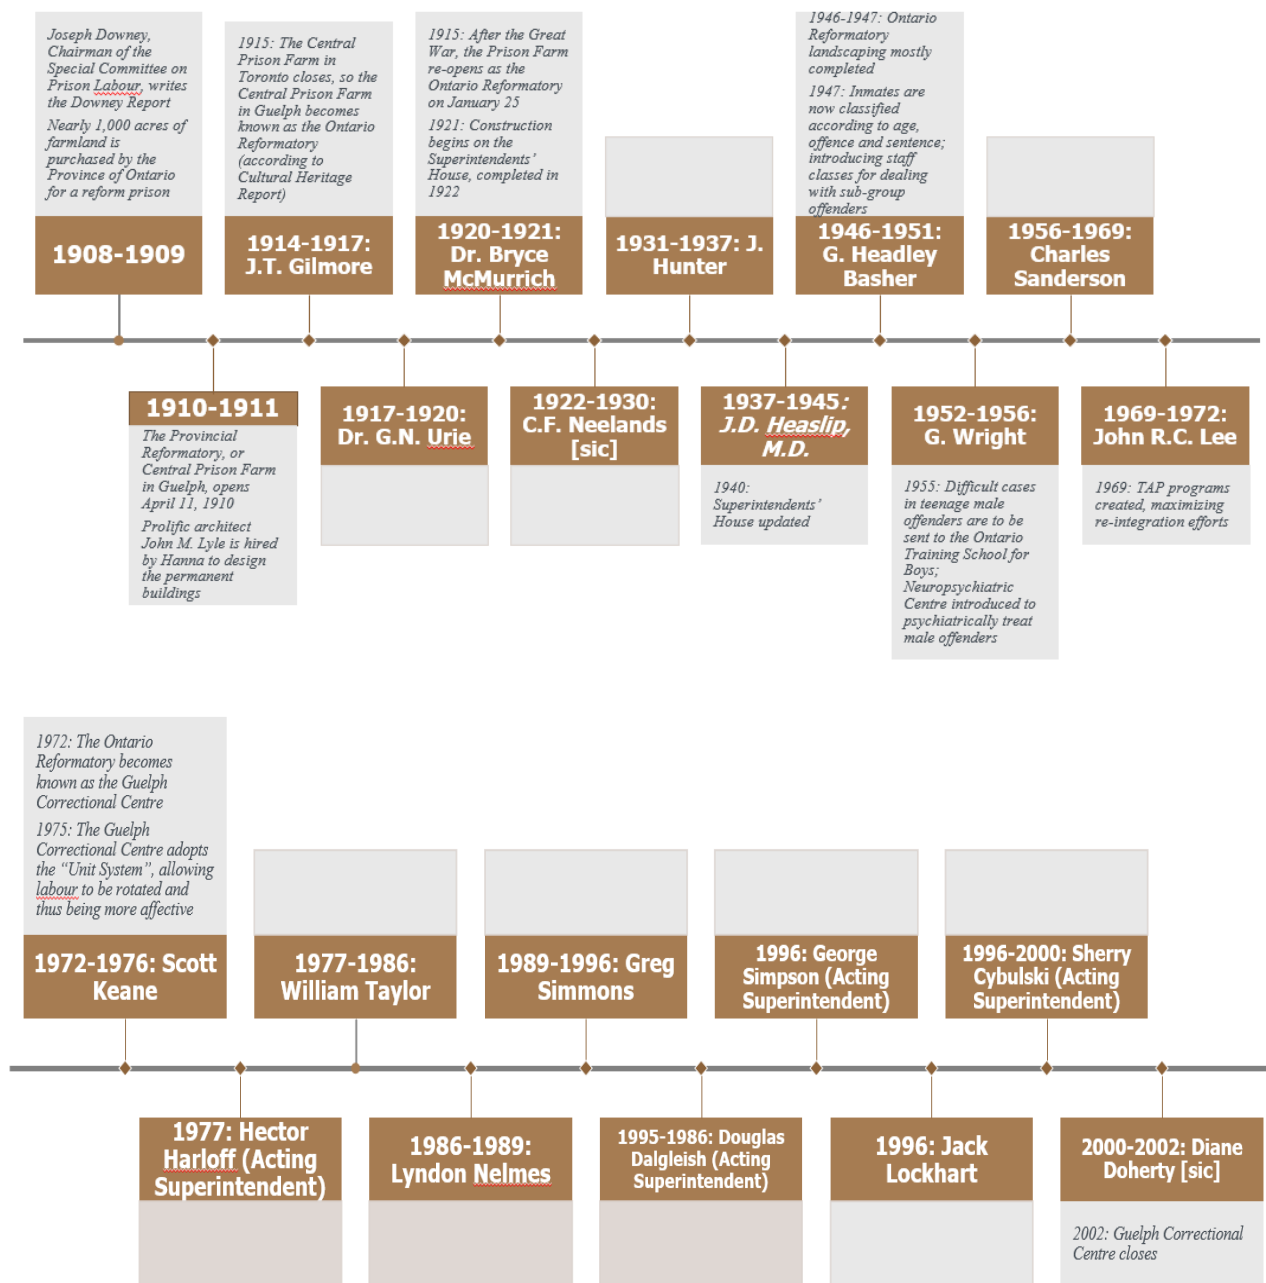 Joseph Downey,
Chairman of the
Special Committee on
Prison Labour, writes
the Downey Report
Nearly 1,000 acres of
farmland is
purchased by the
Province of Ontario
for a reform prison
1908-1909
1910-1911
The Provincial
Reformatory, or
Central Prison Farm
in Guelph, opens
April 11, 1910
Prolific architect
John M. Lyle is hired
by Hanna to design
the permanent
buildings
1915: The Central
Prison Farm in
Toronto closes, so the
Central Prison Farm
in Guelph becomes
known as the Ontario
Reformatory
(according to
Cultural Heritage
Report)
1914-1917:
J.T. Gilmore
1917-1920:
Dr. G.N. Urie
1915: After the Great
War, the Prison Farm
re-opens as the
Ontario Reformatory
on January 25
1921: Construction
begins on the
Superintendents'
House, completed in
1922
1920-1921:
Dr. Bryce
McMurrich
1922-1930:
C.F. Neelands
[sic]
1931-1937: J.
Hunter
1937-1945:
J.D. Heaslip,
M.D.
1940:
Superintendents'
House updated
1946-1947: Ontario
Reformatory
landscaping mostly
completed
1947: Inmates are
now classified
according to age,
offence and sentence;
introducing staff
classes for dealing
with sub-group
offenders
1946-1951:
G. Headley
Basher
1952-1956:
G. Wright
1955: Difficult cases
in teenage male
offenders are to be
sent to the Ontario
Training School for
Boys;
Neuropsychiatric
Centre introduced to
psychiatrically treat
male offenders
1956-1969:
Charles
Sanderson
1969-1972:
John R.C. Lee
1969: TAP programs
created, maximizing
re-integration efforts
1972: The Ontario
Reformatory becomes
known as the Guelph
Correctional Centre
1975: The Guelph
Correctional Centre adopts
the “Unit System”, allowing
labour to be rotated and
thus being more affective
1972-1976: Scott
Keane
1977: Hector
Harloff (Acting
Superintendent)
1977-1986:
William Taylor
1986-1989:
Lyndon Nelmes
1989-1996: Greg
Simmons
1995-1986: Douglas
Dalgleish (Acting
Superintendent)
1996: George
Simpson (Acting
Superintendent)
1996: Jack
Lockhart
1996-2000: Sherry
Cybulski (Acting
Superintendent)
2000-2002: Diane
Doherty [sic]
2002: Guelph Correctional
Centre closes